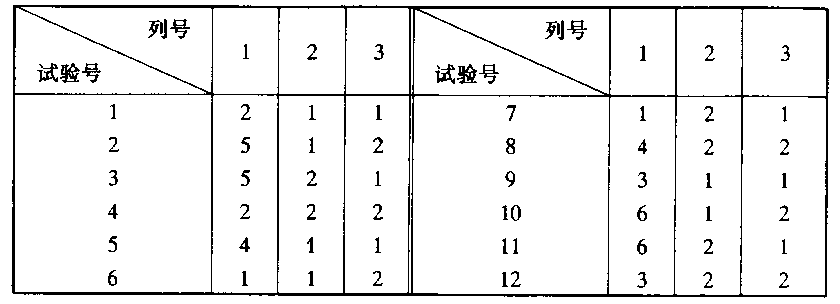 列号 列号
试验号 1 2 3 试验号 1 2 3
1 2 1 1 7 1 2 1
2 5 1 2 8 4 2 2
3 5 2 1 9 3 1 1
4 2 2 2 10 6 1 2
5 4 1 1 11 6 2 1
6 1 1 2 12 3 2 2